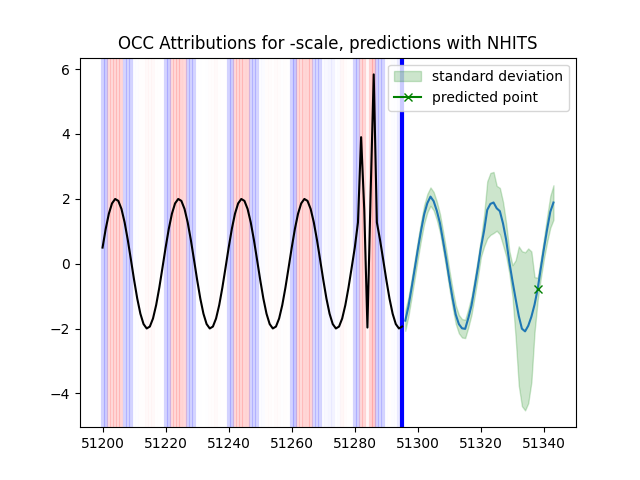 OCC Attributions for -scale, predictions with NHITS
standard deviation
predicted point
6
4
2
0
−2
−4
51200 51220 51240 51260 51280 51300 51320 51340